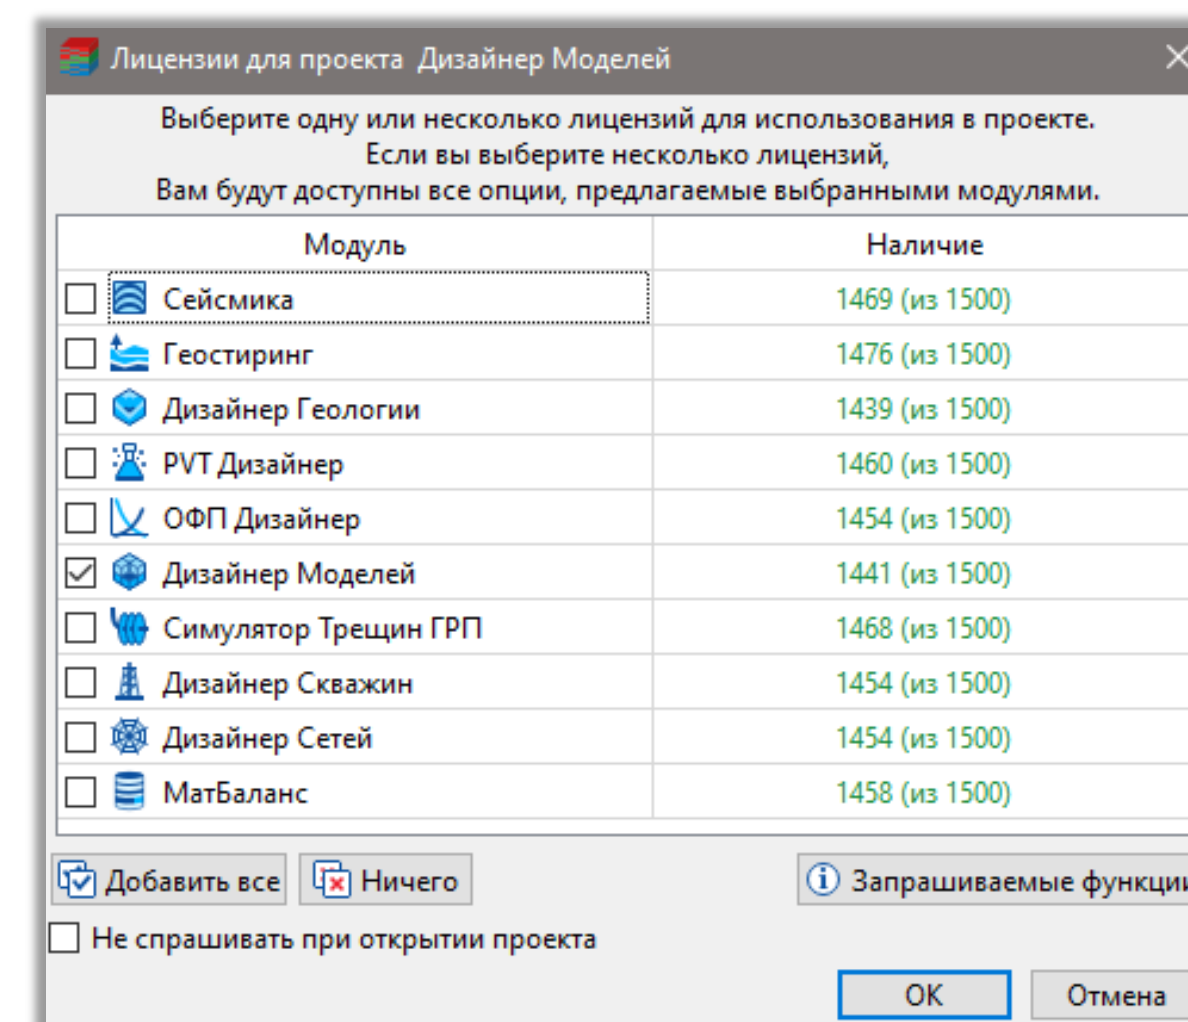 Лицензии для проекта Дизайнер Моделей
Выберите одну или несколько лицензий для использования в проекте.
Если вы выберите несколько лицензий,
Вам будут доступны все опции, предлагаемые выбранными модулями.
Модуль Наличие
Сейсмика 1469 (из 1500)
Геостиринг 1476 (из 1500)
Дизайнер Геологии 1439 (из 1500)
PVT Дизайнер 1460 (из 1500)
ОФП Дизайнер 1454 (из 1500)
Дизайнер Моделей 1441 (из 1500)
Симулятор Трещин ГРП 1468 (из 1500)
Дизайнер Скважин 1454 (из 1500)
Дизайнер Сетей 1454 (из 1500)
МатБаланс 1458 (из 1500)
Добавить все Ничего Запрашиваемые функции
Не спрашивать при открытии проекта
ОК Отмена